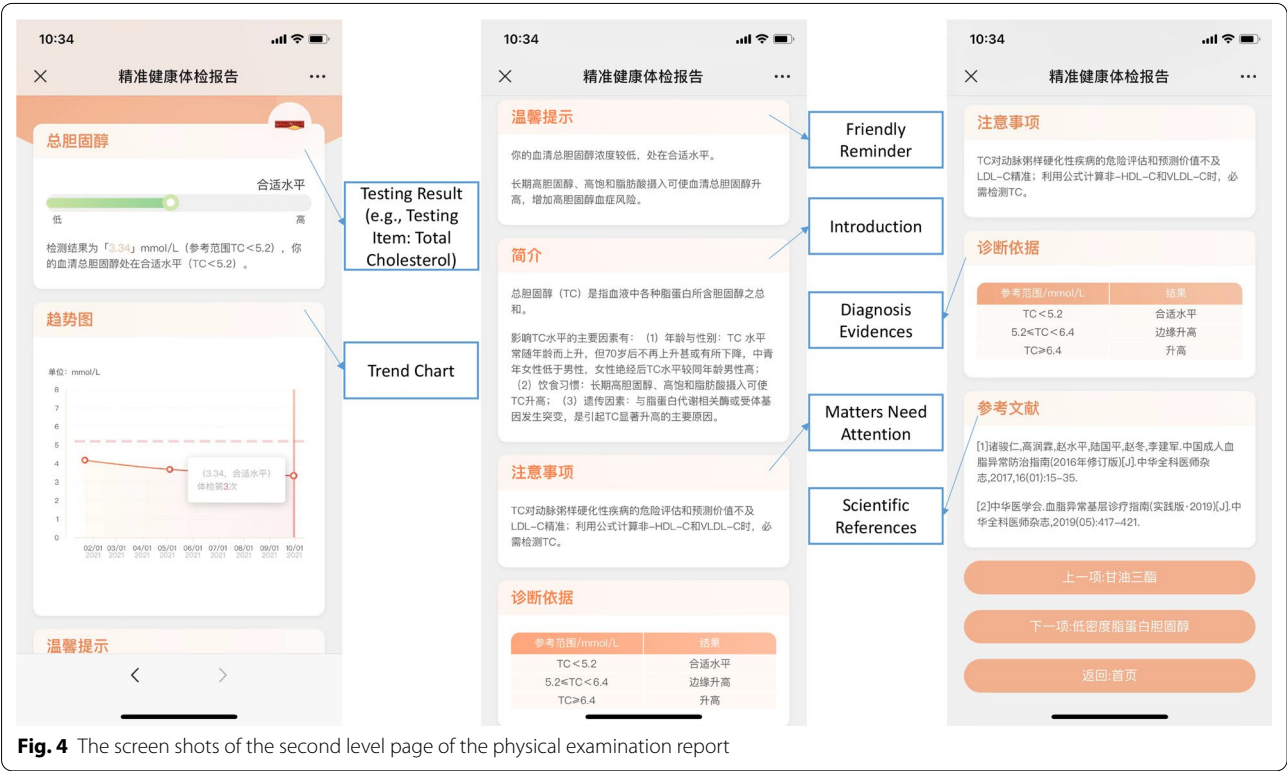 10:34
精准健康体检报告
总胆固醇
合适水平
低
高
检测结果为「3.34」mmol/L（参考范围TC＜5.2），你
的血清总胆固醇处在合适水平（TC＜5.2）。
趋势图
单位：mmol/L
8
7
6
5
4
3
2
1
0
（3.34，合适水平）
体检第3次
02/01 03/01 04/01 05/01 06/01 07/01 08/01 09/01 10/01
2021 2021 2021 2021 2021 2021 2021 2021 2021
温馨提示
Testing Result
(e.g., Testing
Item: Total
Cholesterol)
Trend Chart
10:34
精准健康体检报告
温馨提示
你的血清总胆固醇浓度较低，处在合适水平。
长期高胆固醇、高饱和脂肪酸摄入可使血清总胆固醇升
高，增加高胆固醇血症风险。
简介
总胆固醇（TC）是指血液中各种脂蛋白所含胆固醇之总
和。
影响TC水平的主要因素有：（1）年龄与性别：TC 水平
常随年龄而上升，但70岁后不再上升甚或有所下降，中青
年女性低于男性，女性绝经后TC水平较同年龄男性高；
（2）饮食习惯：长期高胆固醇、高饱和脂肪酸摄入可使
TC升高；（3）遗传因素：与脂蛋白代谢相关酶或受体基
因发生突变，是引起TC显著升高的主要原因。
注意事项
TC对动脉粥样硬化性疾病的危险评估和预测价值不及
LDL-C精准；利用公式计算非-HDL-C和VLDL-C时，必
需检测TC。
诊断依据
参考范围/mmol/L 结果
TC＜5.2 合适水平
5.2≤TC＜6.4 边缘升高
TC≥6.4 升高
Friendly
Reminder
Introduction
Diagnosis
Evidences
Matters Need
Attention
Scientific
References
10:34
精准健康体检报告
注意事项
TC对动脉粥样硬化性疾病的危险评估和预测价值不及
LDL-C精准；利用公式计算非-HDL-C和VLDL-C时，必
需检测TC。
诊断依据
参考范围/mmol/L 结果
TC＜5.2 合适水平
5.2≤TC＜6.4 边缘升高
TC≥6.4 升高
参考文献
[1]诸骏仁,高润霖,赵水平,陆国平,赵冬,李建军.中国成人血
脂异常防治指南(2016年修订版)[J].中华全科医师杂
志,2017,16(01):15-35.
[2]中华医学会.血脂异常基层诊疗指南(实践版·2019)[J].中
华全科医师杂志,2019(05):417-421.
上一项:甘油三酯
下一项:低密度脂蛋白胆固醇
返回:首页
Fig. 4 The screen shots of the second level page of the physical examination report